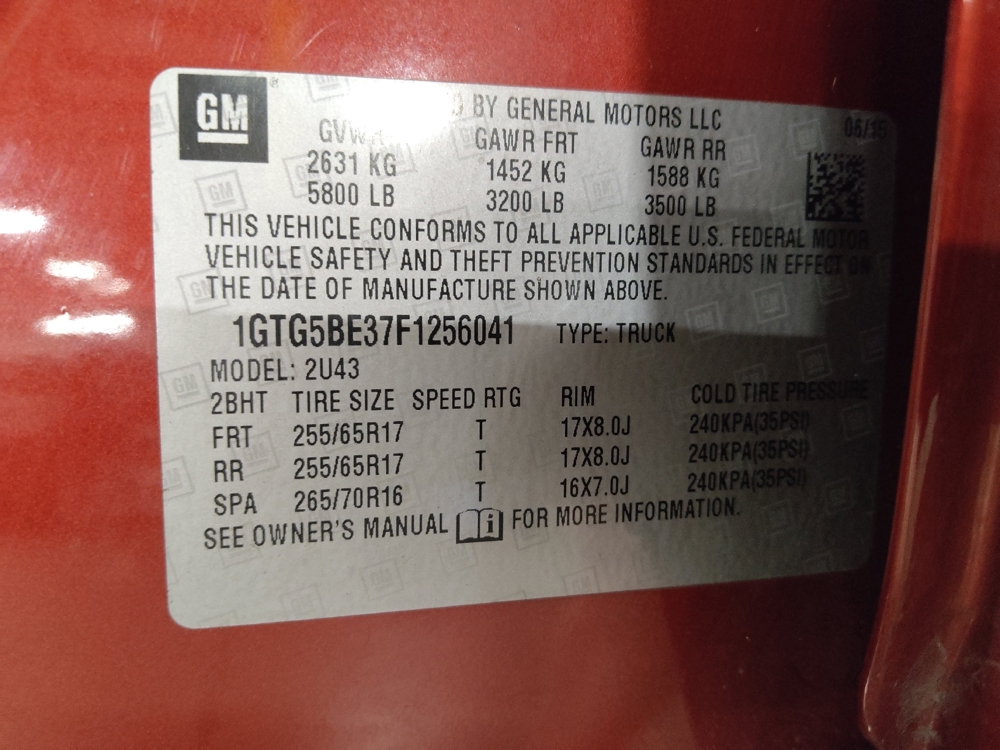 GM
BY GENERAL MOTORS LLC
06/15
GVWR GAWR FRT GAWR RR
2631 KG 1452 KG 1588 KG
5800 LB 3200 LB 3500 LB
THIS VEHICLE CONFORMS TO ALL APPLICABLE U.S. FEDERAL MOTOR
VEHICLE SAFETY AND THEFT PREVENTION STANDARDS IN EFFECT ON
THE DATE OF MANUFACTURE SHOWN ABOVE.
1GTG5BE37F1256041 TYPE: TRUCK
MODEL: 2U43
2BHT TIRE SIZE SPEED RTG RIM COLD TIRE PRESSURE
FRT 255/65R17 T 17X8.0J 240KPA(35PSI)
RR 255/65R17 T 17X8.0J 240KPA(35PSI)
SPA 265/70R16 T 16X7.0J 240KPA(35PSI)
SEE OWNER'S MANUAL FOR MORE INFORMATION.